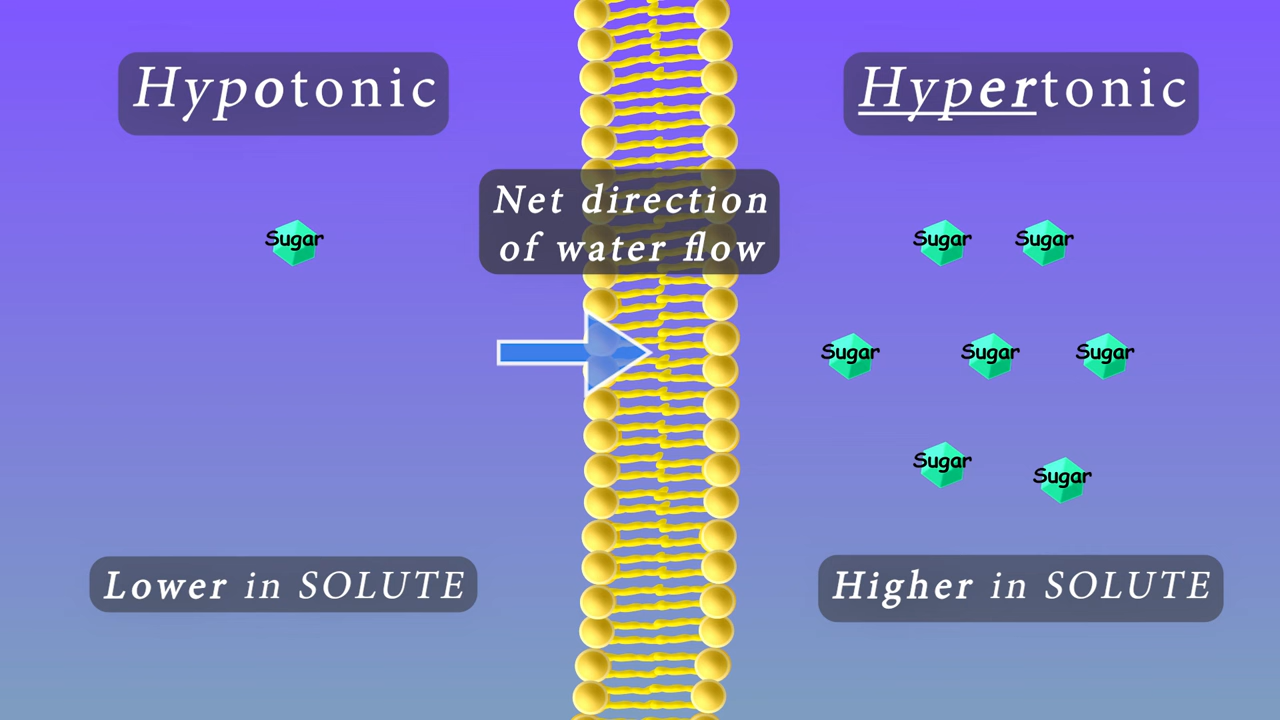 Hypotonic
Hypertonic
Net direction
of water flow
Sugar
Sugar
Sugar
Sugar
Sugar
Sugar
Sugar
Sugar
Lower in SOLUTE
Higher in SOLUTE